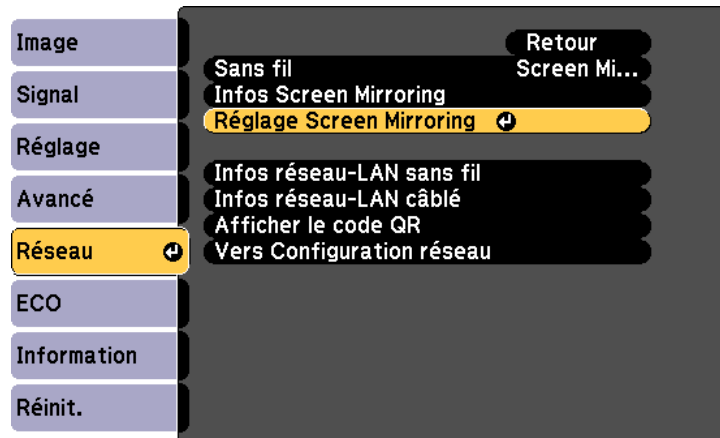 Image
Signal
Réglage
Avancé
Réseau
ECO
Information
Réinit.
Retour
Sans fil Screen Mi...
Infos Screen Mirroring
Réglage Screen Mirroring
Infos réseau-LAN sans fil
Infos réseau-LAN câblé
Afficher le code QR
Vers Configuration réseau